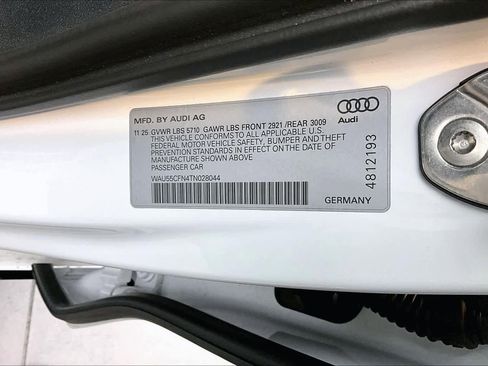 MFD. BY AUDI AG
Audi
11 25 GVWR LBS 5710 GAWR LBS FRONT 2921 /REAR 3009
THIS VEHICLE CONFORMS TO ALL APPLICABLE U.S.
FEDERAL MOTOR VEHICLE SAFETY, BUMPER AND THEFT
PREVENTION STANDARDS IN EFFECT ON THE DATE OF
MANUFACTURE SHOWN ABOVE
PASSENGER CAR
WAU55CFN4TN028044
4812193
GERMANY